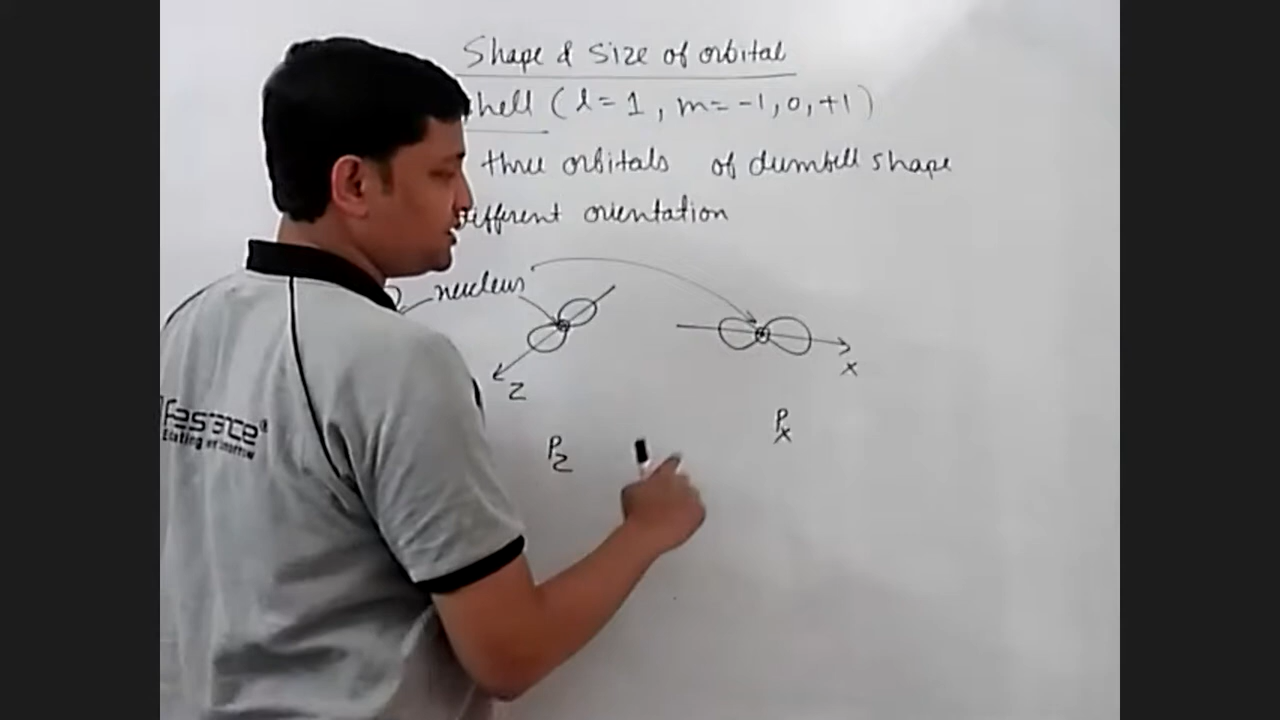 Shape & Size of orbital
hell (l = 1, m = -1, 0, +1)
three orbitals of dumbell shape
ifferent orientation
nucleus
z
x
Pz
Px